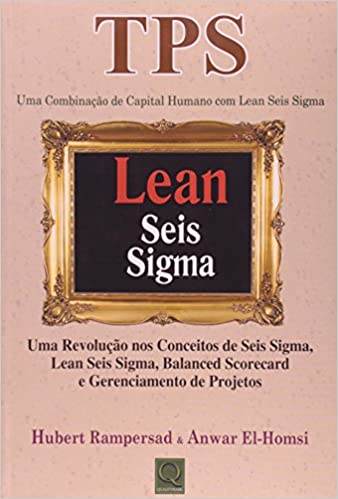 TPS
Uma Combinação de Capital Humano com Lean Seis Sigma
Lean
Seis
Sigma
Uma Revolução nos Conceitos de Seis Sigma,
Lean Seis Sigma, Balanced Scorecard
e Gerenciamento de Projetos
Hubert Rampersad & Anwar El-Homsi
Q
QUALITYMARK